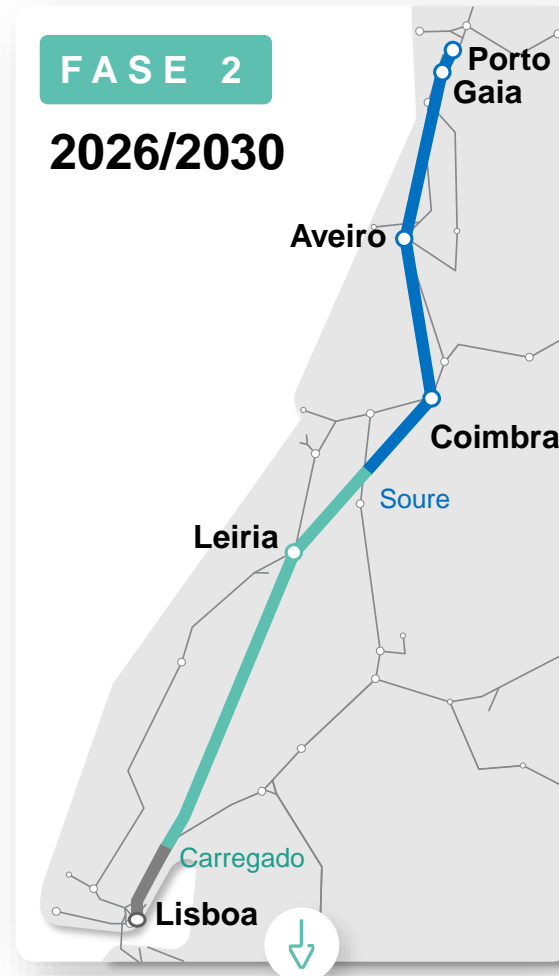 FASE 2
2026/2030
Porto
Gaia
Aveiro
Coimbra
Soure
Leiria
Carregado
Lisboa